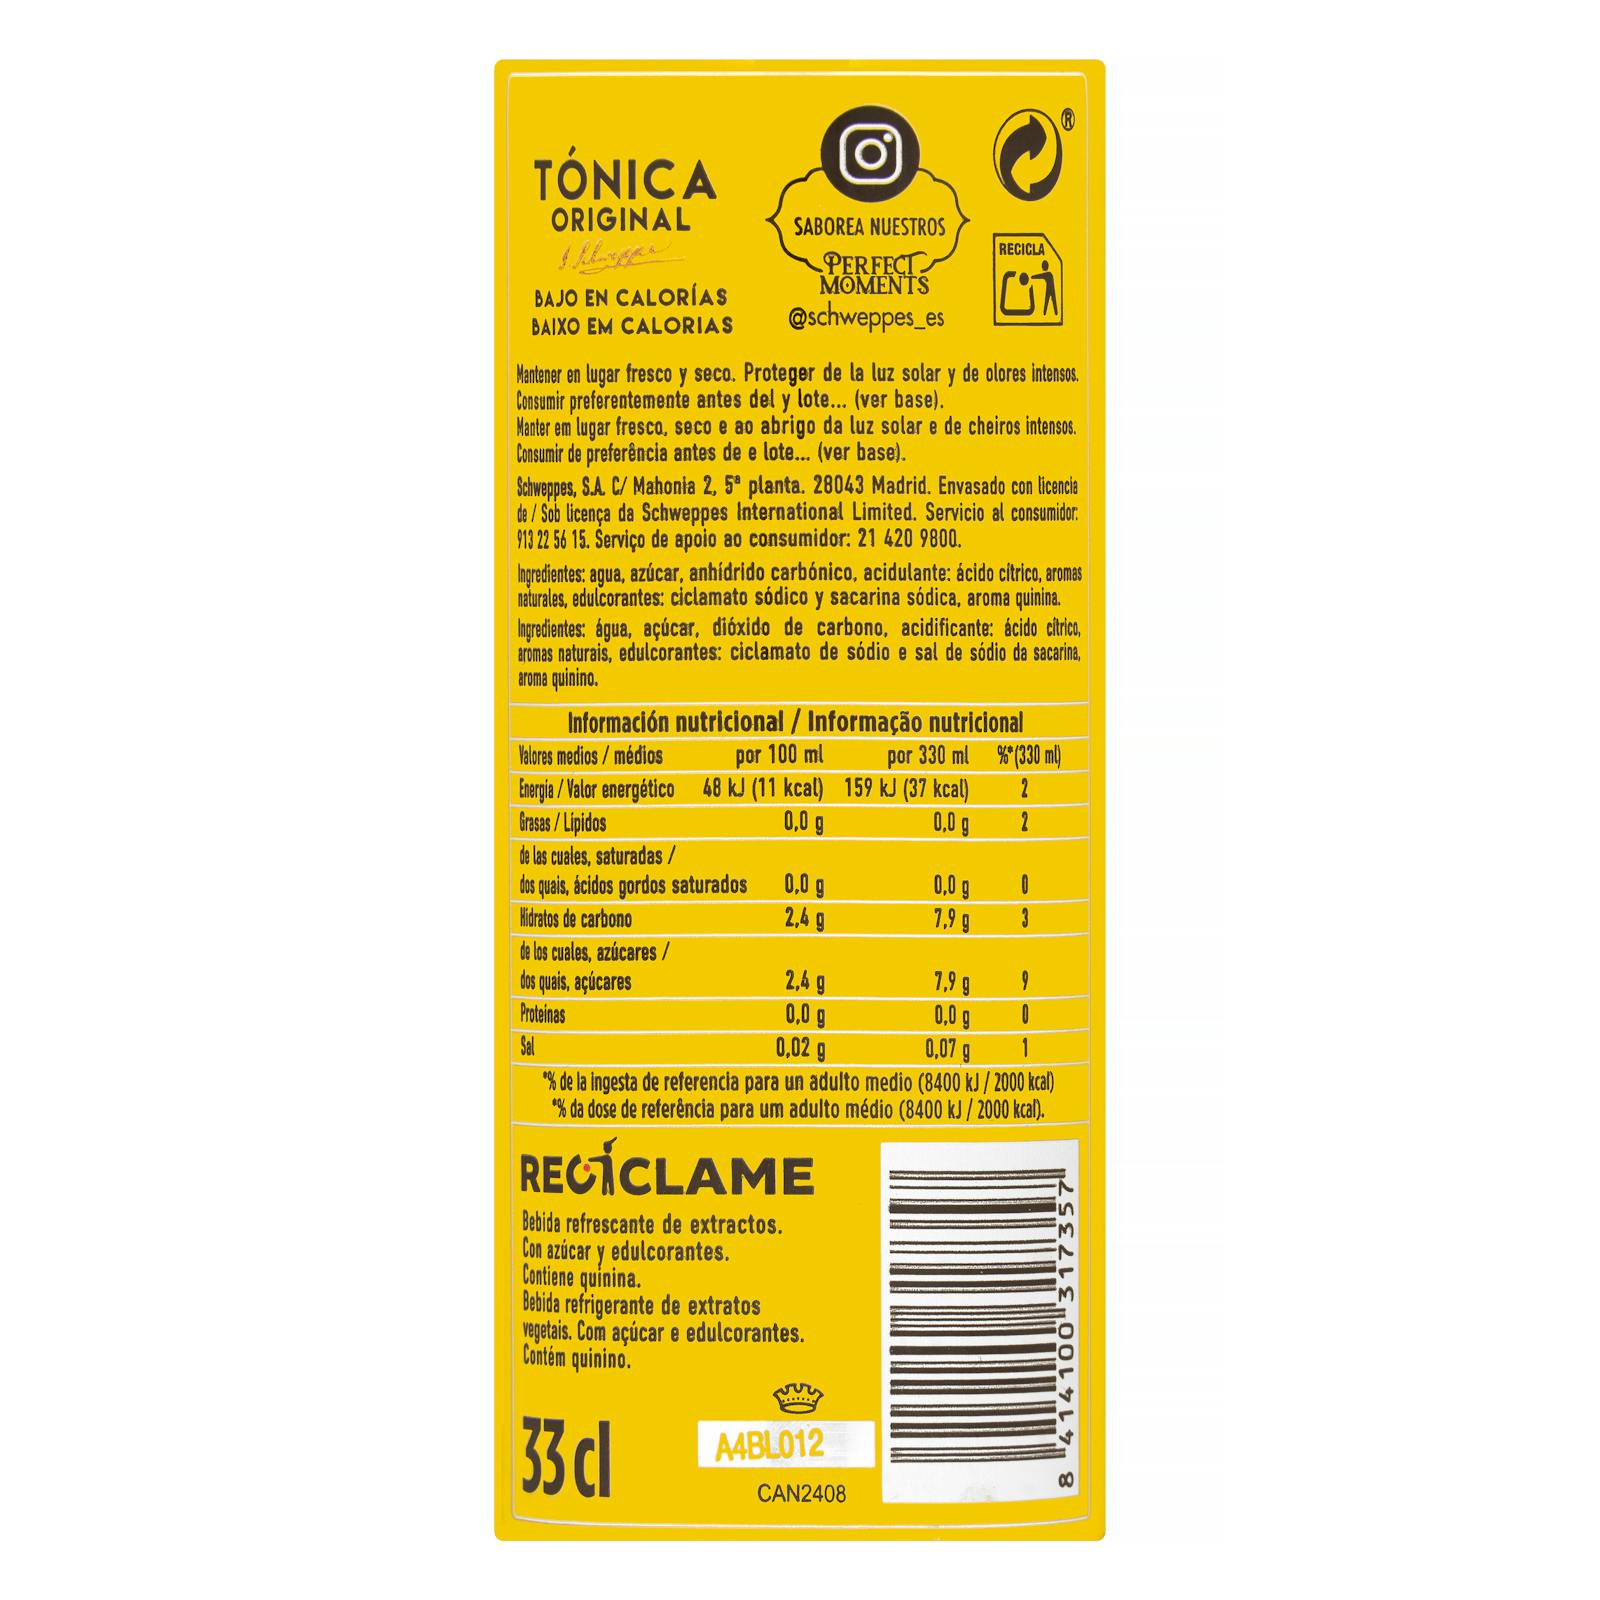 TÓNICA
ORIGINAL
Schweppe
BAJO EN CALORÍAS
BAIXO EM CALORIAS
SABOREA NUESTROS
PERFECT
MOMENTS
@schweppes_es
®
RECICLA
Mantener en lugar fresco y seco. Proteger de la luz solar y de olores intensos.
Consumir preferentemente antes del y lote... (ver base).
Manter em lugar fresco, seco e ao abrigo da luz solar e de cheiros intensos.
Consumir de preferência antes de e lote... (ver base).
Schweppes, S.A. C/ Mahonia 2, 5ª planta. 28043 Madrid. Envasado con licencia
de / Sob licença da Schweppes International Limited. Servicio al consumidor:
913 22 56 15. Serviço de apoio ao consumidor: 21 420 9800.
Ingredientes: agua, azúcar, anhídrido carbónico, acidulante: ácido cítrico, aromas
naturales, edulcorantes: ciclamato sódico y sacarina sódica, aroma quinina.
Ingredientes: água, açúcar, dióxido de carbono, acidificante: ácido cítrico,
aromas naturais, edulcorantes: ciclamato de sódio e sal de sódio da sacarina,
aroma quinino.
Información nutricional / Informação nutricional
Valores medios / médios por 100 ml por 330 ml %*(330 ml)
Energía / Valor energético 48 kJ (11 kcal) 159 kJ (37 kcal) 2
Grasas / Lípidos 0,0 g 0,0 g 2
de las cuales, saturadas /
dos quais, ácidos gordos saturados 0,0 g 0,0 g 0
Hidratos de carbono 2,4 g 7,9 g 3
de los cuales, azúcares /
dos quais, açúcares 2,4 g 7,9 g 9
Proteínas 0,0 g 0,0 g 0
Sal 0,02 g 0,07 g 1
*% de la ingesta de referencia para un adulto medio (8400 kJ / 2000 kcal)
*% da dose de referência para um adulto médio (8400 kJ / 2000 kcal).
RECICLAME
Bebida refrescante de extractos.
Con azúcar y edulcorantes.
Contiene quinina.
Bebida refrigerante de extratos
vegetais. Com açúcar e edulcorantes.
Contém quinino.
33 cl
A4BL012
CAN2408
8 414100 317357